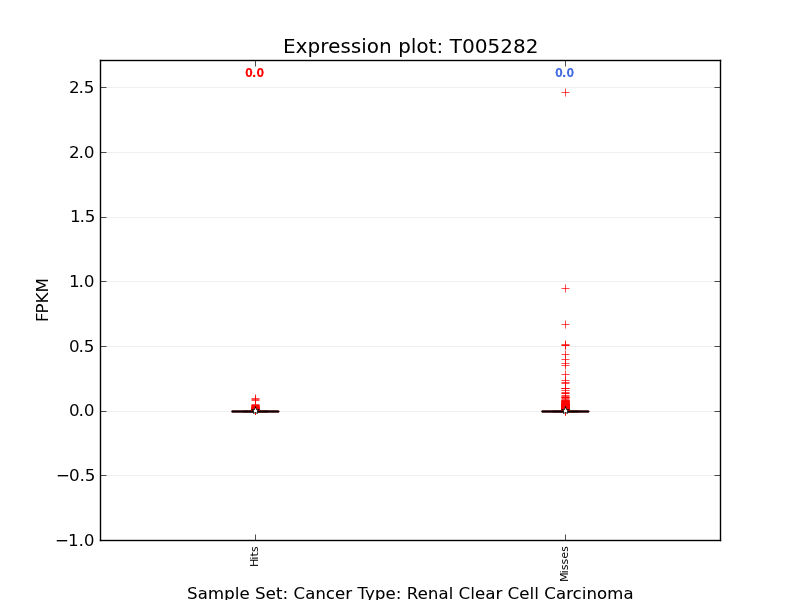 Expression plot: T005282
0.0 0.0
2.5
2.0
1.5
1.0
0.5
0.0
−0.5
−1.0
FPKM
Hits Misses
Sample Set: Cancer Type: Renal Clear Cell Carcinoma